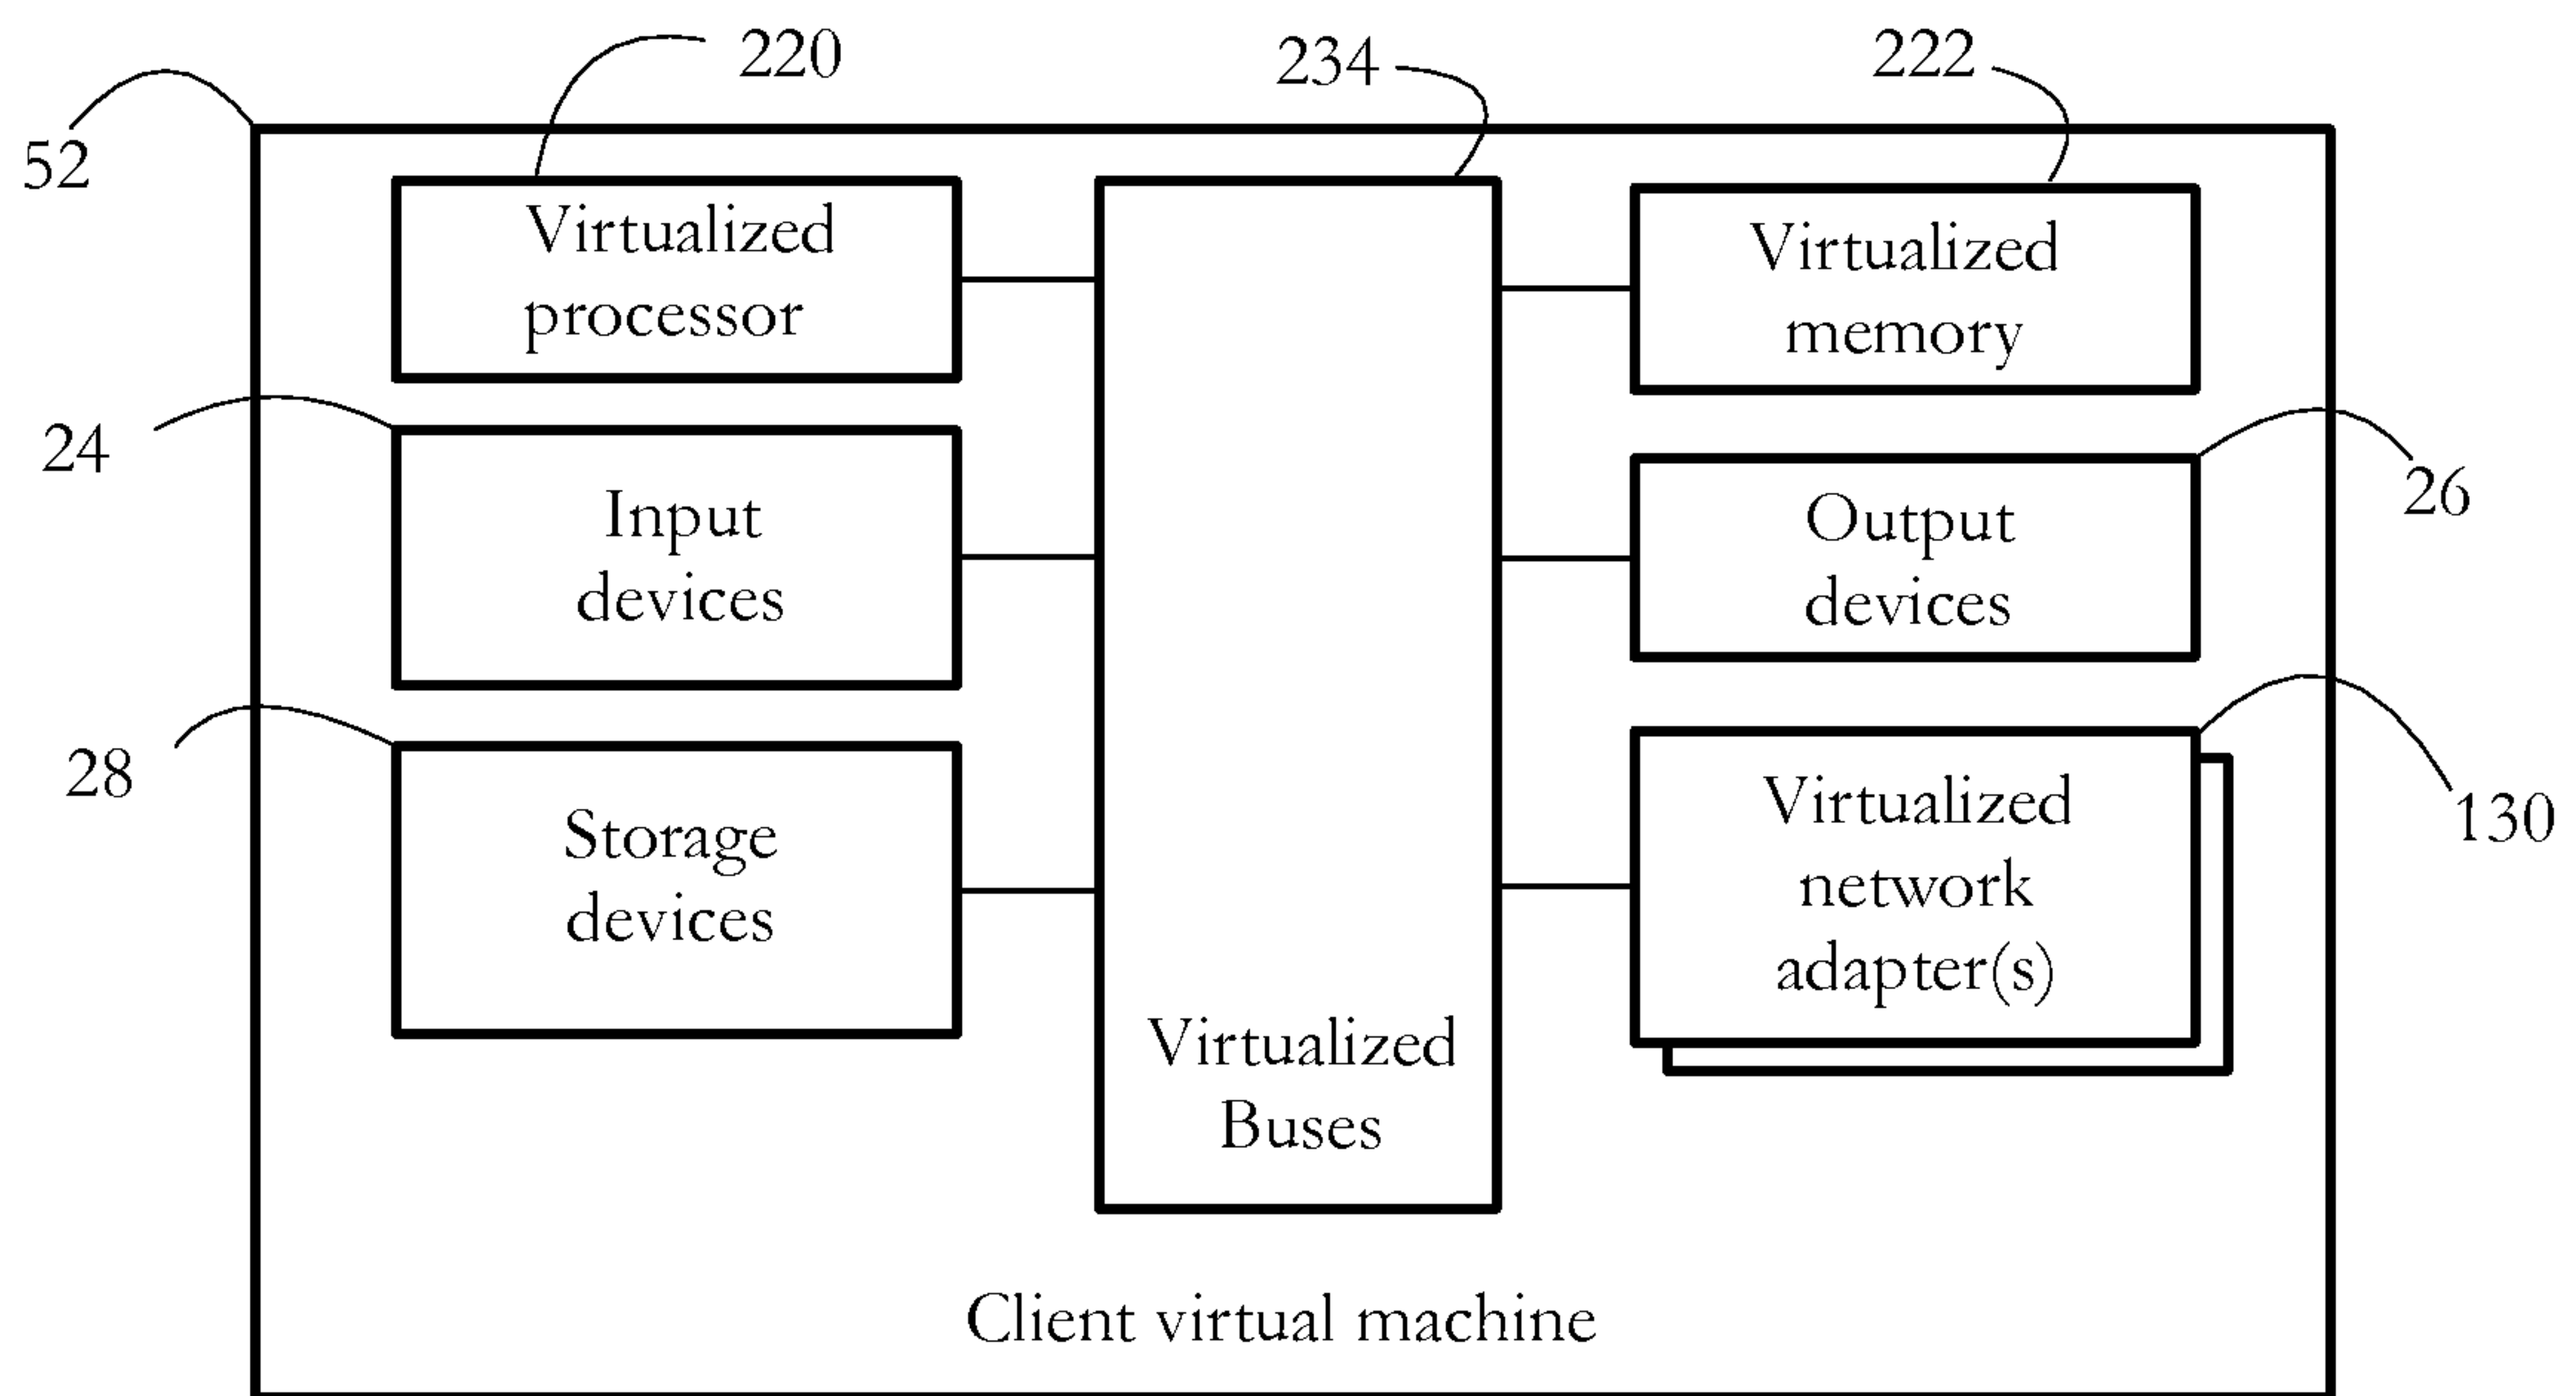 220
234
222
52
Virtualized
processor
Virtualized
memory
24
Input
devices
Output
devices
26
28
Storage
devices
Virtualized
network
adapter(s)
130
Virtualized
Buses
Client virtual machine